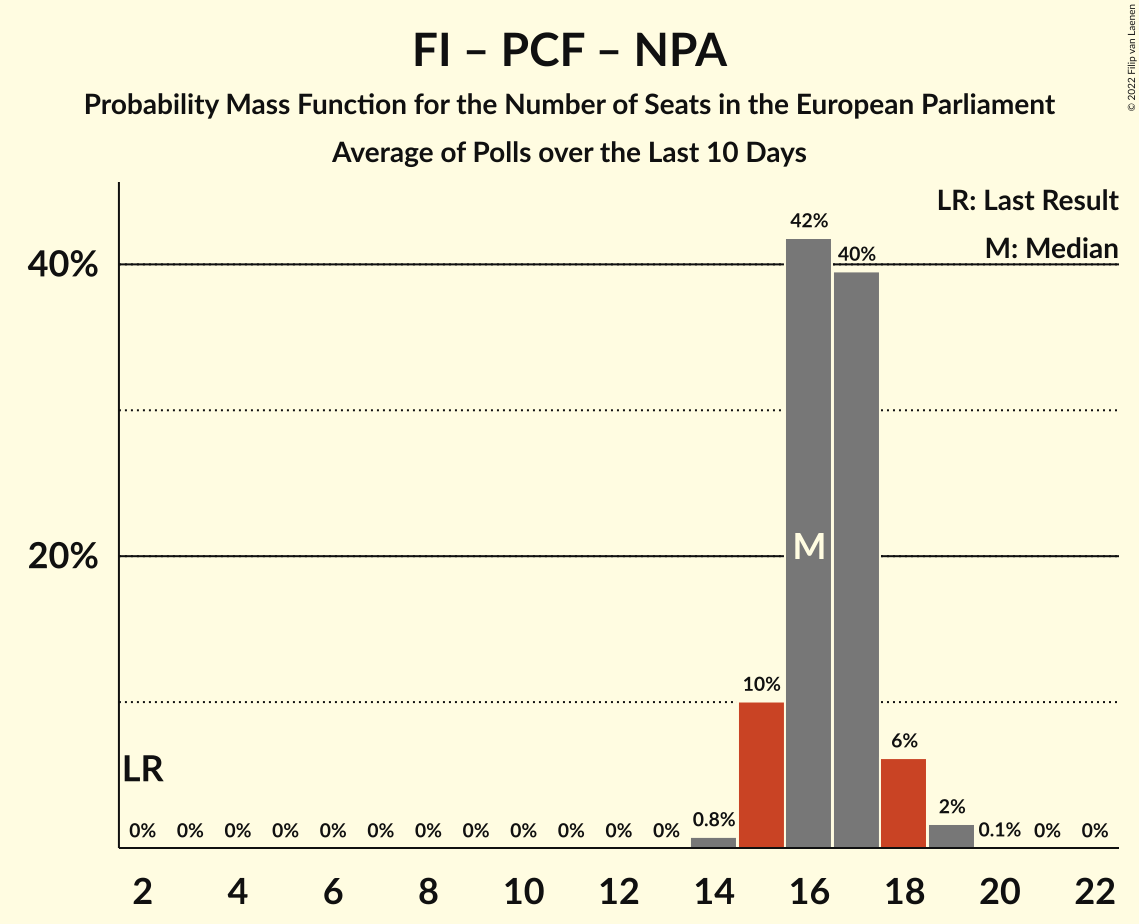 FI – PCF – NPA
Probability Mass Function for the Number of Seats in the European Parliament
Average of Polls over the Last 10 Days
© 2022 Filip van Laenen
LR: Last Result
M: Median
42%
40%
40%
20%
M
10%
6%
LR
2%
0.8%
0% 0% 0% 0% 0% 0% 0% 0% 0% 0% 0% 0% 0.1% 0% 0%
2 4 6 8 10 12 14 16 18 20 22